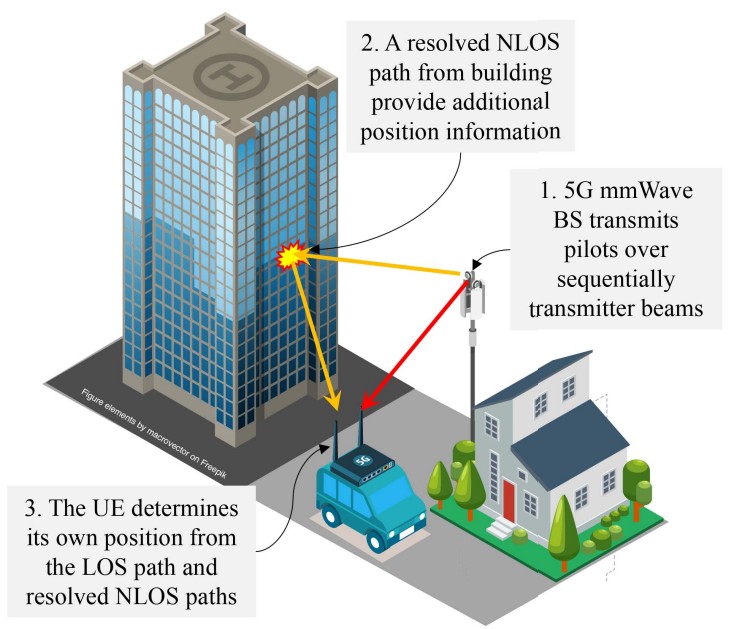 2. A resolved NLOS
path from building
provide additional
position information
1. 5G mmWave
BS transmits
pilots over
sequentially
transmitter beams
H
Figure elements by macrovector on Freepik
5G
3. The UE determines
its own position from
the LOS path and
resolved NLOS paths